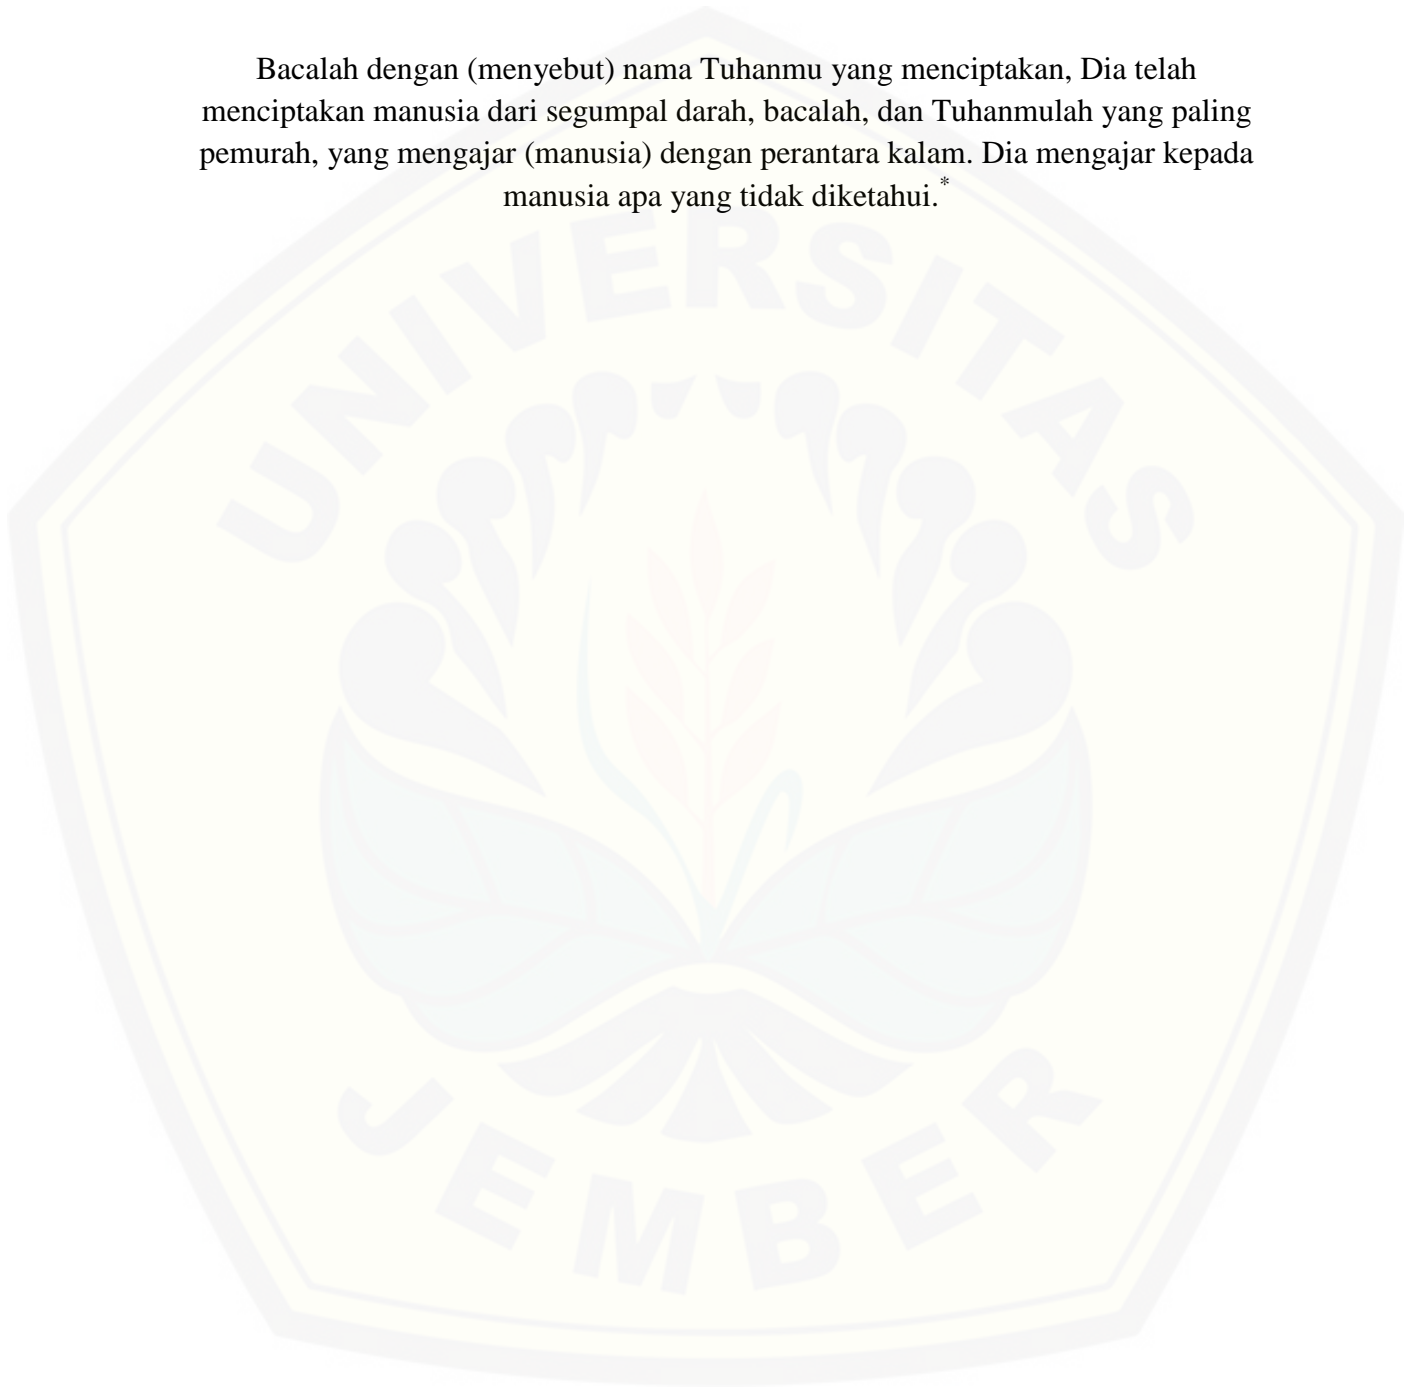 Bacalah dengan (menyebut) nama Tuhanmu yang menciptakan, Dia telah
menciptakan manusia dari segumpal darah, bacalah, dan Tuhanmulah yang paling
pemurah, yang mengajar (manusia) dengan perantara kalam. Dia mengajar kepada
manusia apa yang tidak diketahui.*
UNIVERSITAS
JEMBER